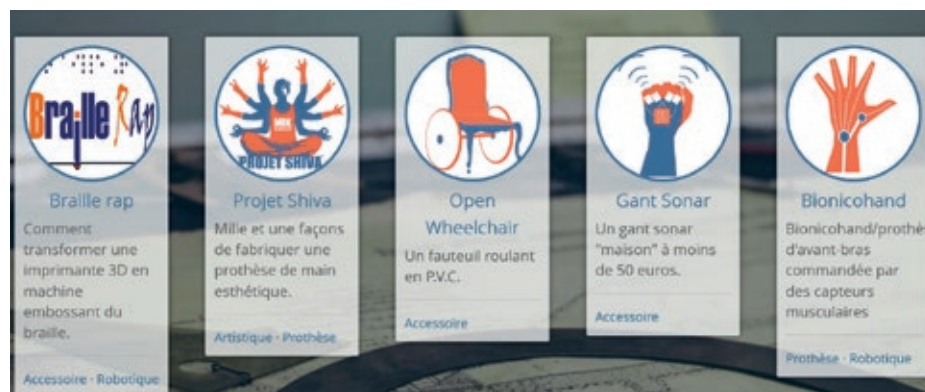 Braille Rap
MHK
PROJET SHIVA
Braille rap
Comment
transformer une
imprimante 3D en
machine
embossant du
braille.
Accessoire · Robotique
Projet Shiva
Mille et une façons
de fabriquer une
prothèse de main
esthétique.
Artistique · Prothèse
Open
Wheelchair
Un fauteuil roulant
en P.V.C.
Accessoire
Gant Sonar
Un gant sonar
"maison" à moins
de 50 euros.
Accessoire
Bionicohand
Bionicohand/prothè
d'avant-bras
commandée par
des capteurs
musculaires
Prothèse · Robotique